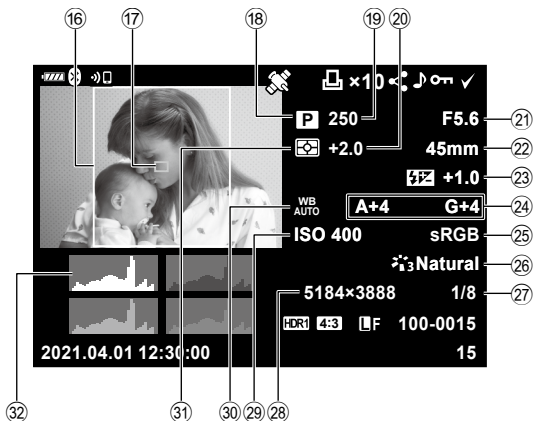 ⑯ ⑰ ⑱ ⑲ ⑳
×10
P 250 F5.6 ㉑
+2.0 45mm ㉒
+1.0 ㉓
WB AUTO A+4 G+4 ㉔
ISO 400 sRGB ㉕
3 Natural ㉖
5184×3888 1/8 ㉗
HDR1 4:3 LF 100-0015
2021.04.01 12:30:00 15
㉜ ㉛ ㉚ ㉙ ㉘